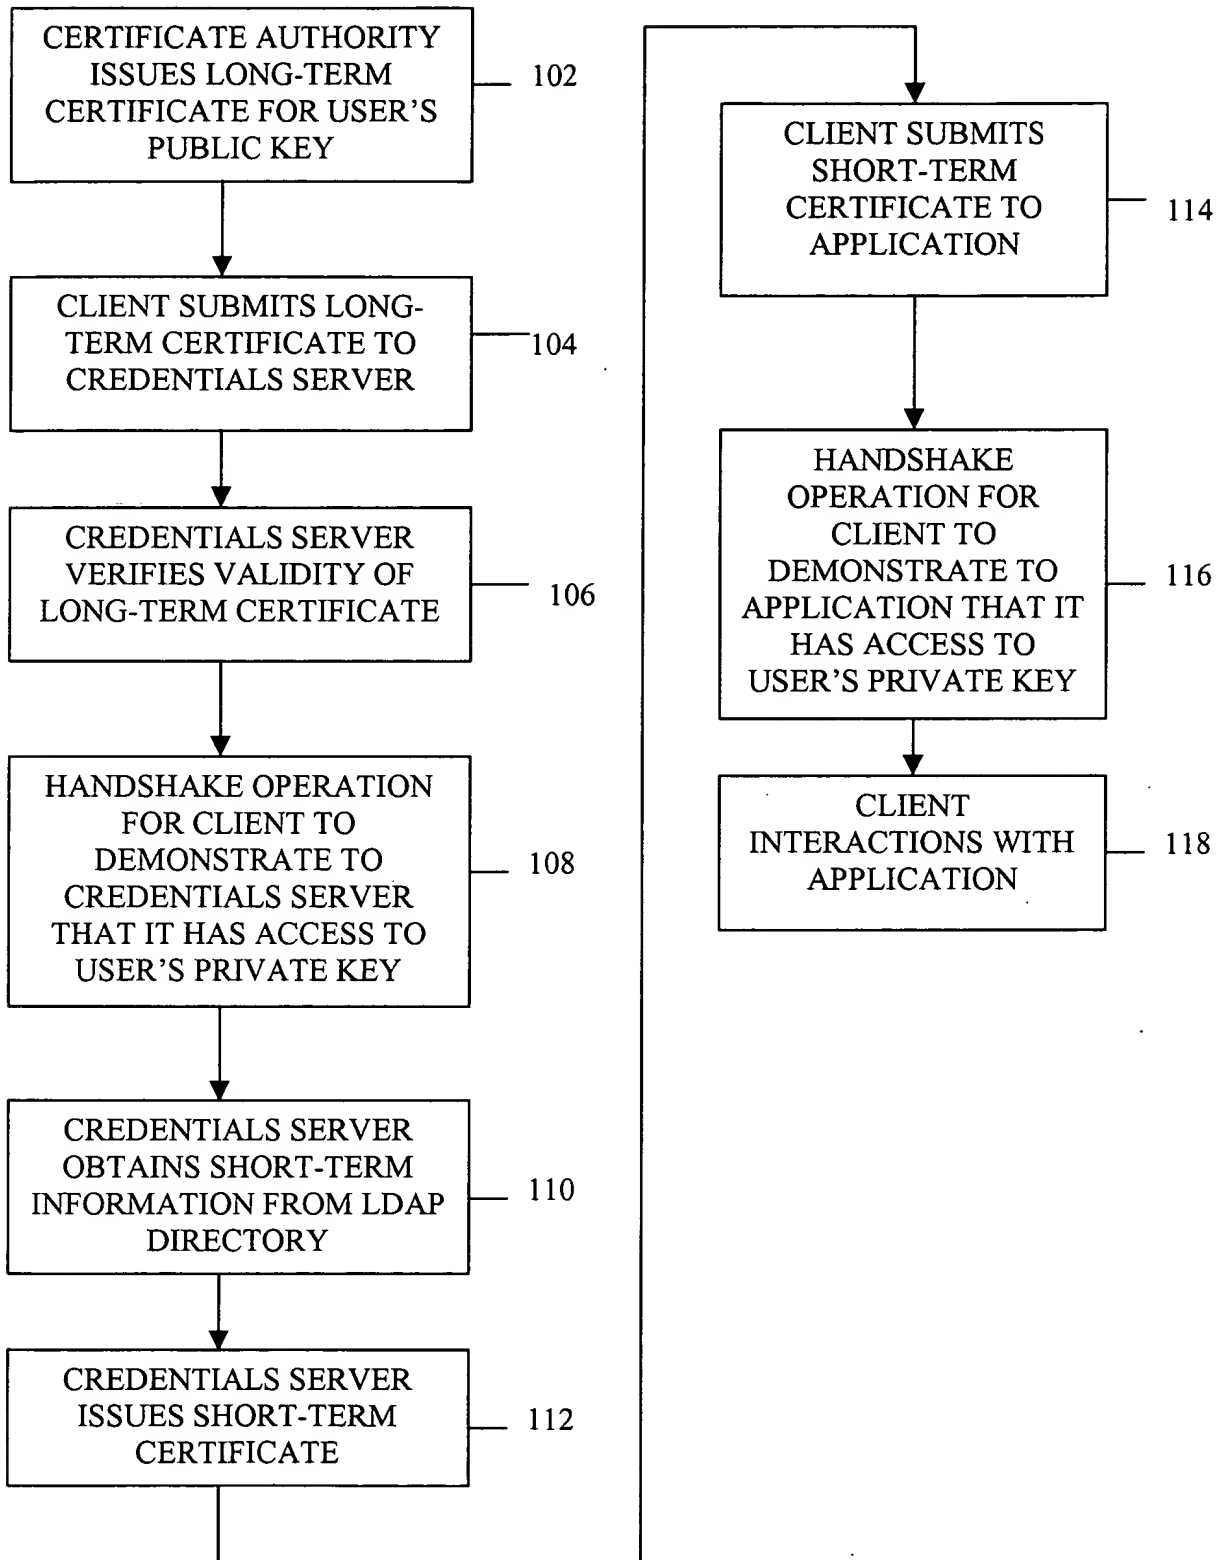 CERTIFICATE AUTHORITY
ISSUES LONG-TERM
CERTIFICATE FOR USER'S
PUBLIC KEY
102
CLIENT SUBMITS LONG-
TERM CERTIFICATE TO
CREDENTIALS SERVER
104
CREDENTIALS SERVER
VERIFIES VALIDITY OF
LONG-TERM CERTIFICATE
106
HANDSHAKE OPERATION
FOR CLIENT TO
DEMONSTRATE TO
CREDENTIALS SERVER
THAT IT HAS ACCESS TO
USER'S PRIVATE KEY
108
CREDENTIALS SERVER
OBTAINS SHORT-TERM
INFORMATION FROM LDAP
DIRECTORY
110
CREDENTIALS SERVER
ISSUES SHORT-TERM
CERTIFICATE
112
CLIENT SUBMITS
SHORT-TERM
CERTIFICATE TO
APPLICATION
114
HANDSHAKE
OPERATION FOR
CLIENT TO
DEMONSTRATE TO
APPLICATION THAT IT
HAS ACCESS TO
USER'S PRIVATE KEY
116
CLIENT
INTERACTIONS WITH
APPLICATION
118